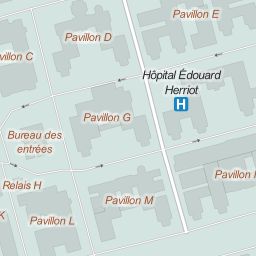 Pavillon E
Pavillon D
Pavillon C
Hôpital Édouard
Herriot
H
Pavillon G
Bureau des
entrées
Pavillon
Relais H
Pavillon M
K
Pavillon L